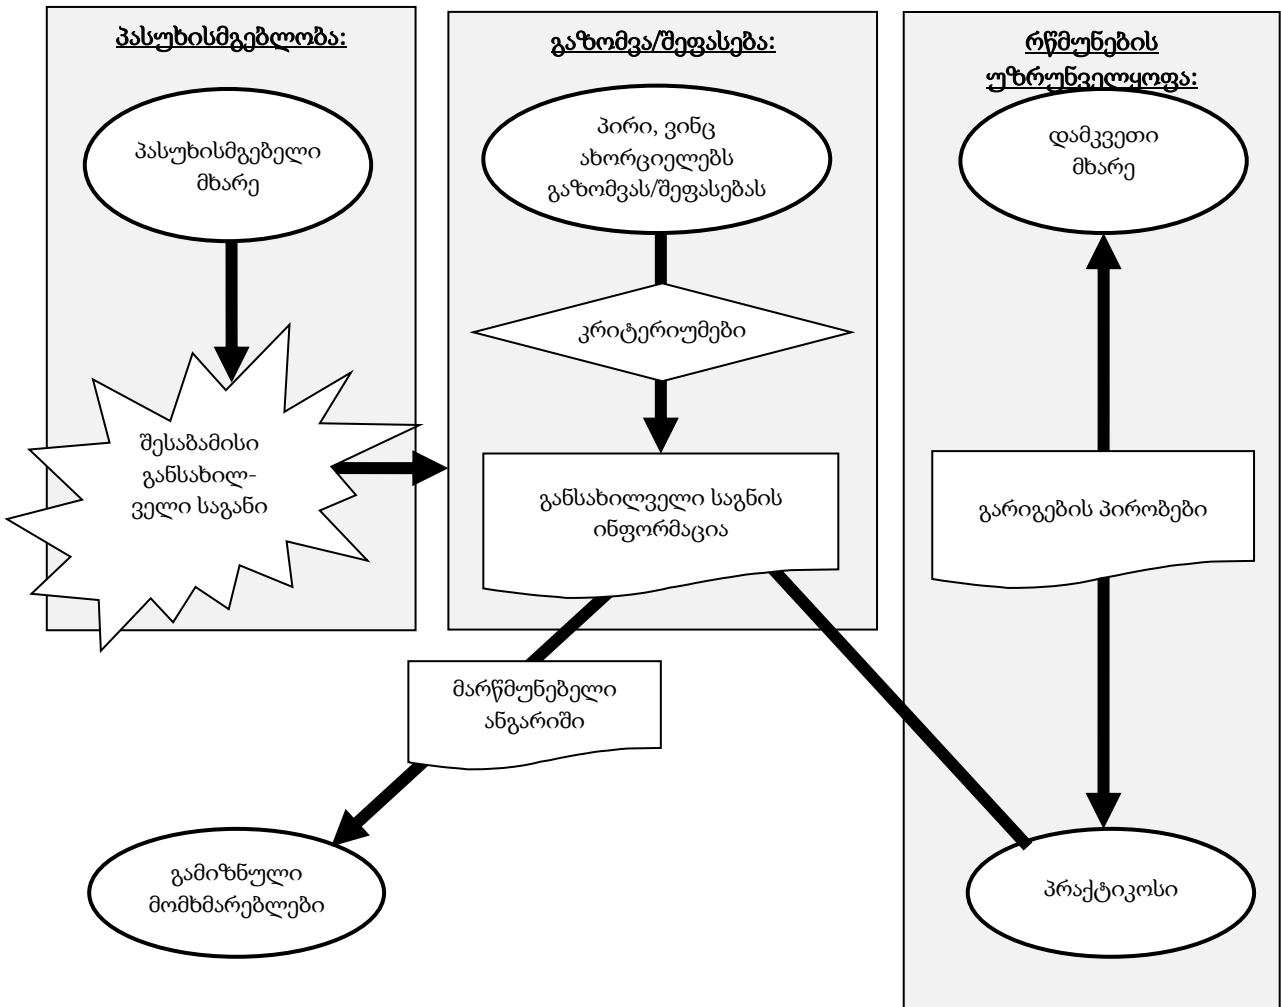 პასუხისმგებლობა:
პასუხისმგებელი
მხარე
შესაბამისი
განსახილ-
ველი საგანი
გაზომვა/შეფასება:
პირი, ვინც
ახორციელებს
გაზომვას/შეფასებას
კრიტერიუმები
განსახილველი საგნის
ინფორმაცია
მარწმუნებელი
ანგარიში
გამიზნული
მომხმარებლები
რწმუნების
უზრუნველყოფა:
დამკვეთი
მხარე
გარიგების პირობები
პრაქტიკოსი